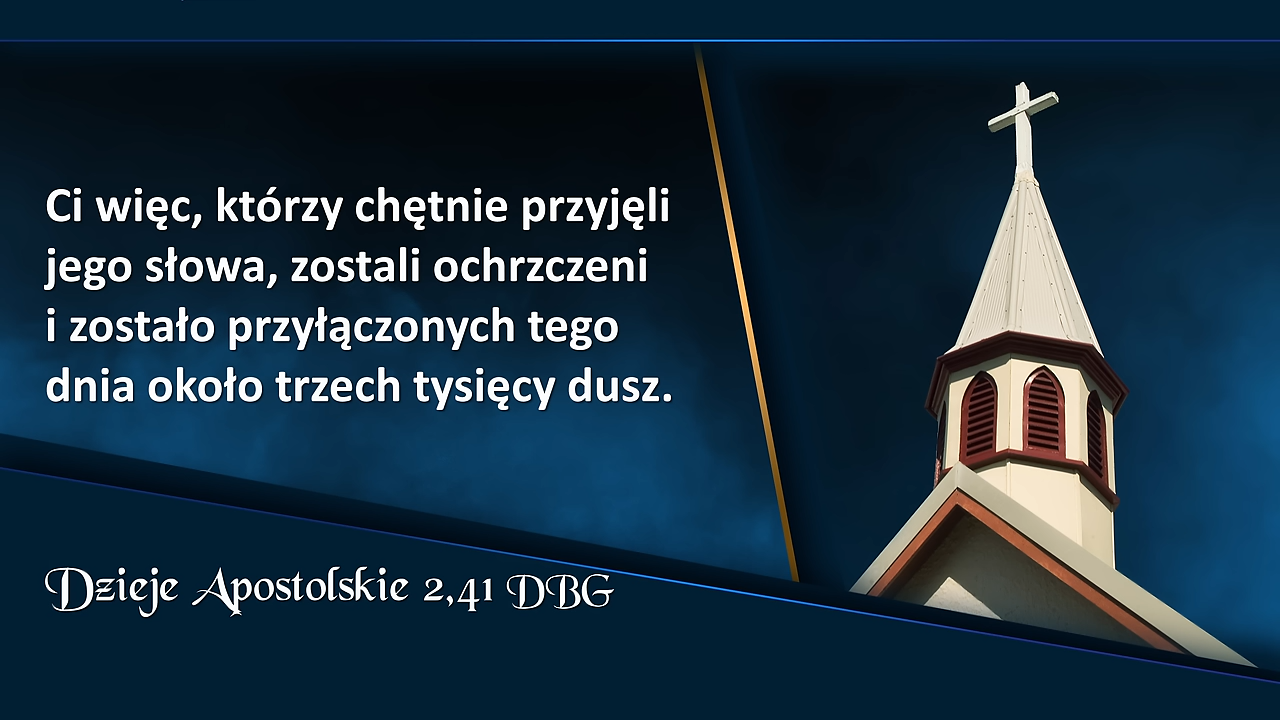 Ci więc, którzy chętnie przyjęli
jego słowa, zostali ochrzczeni
i zostało przyłączonych tego
dnia około trzech tysięcy dusz.
Dzieje Apostolskie 2,41 DBG